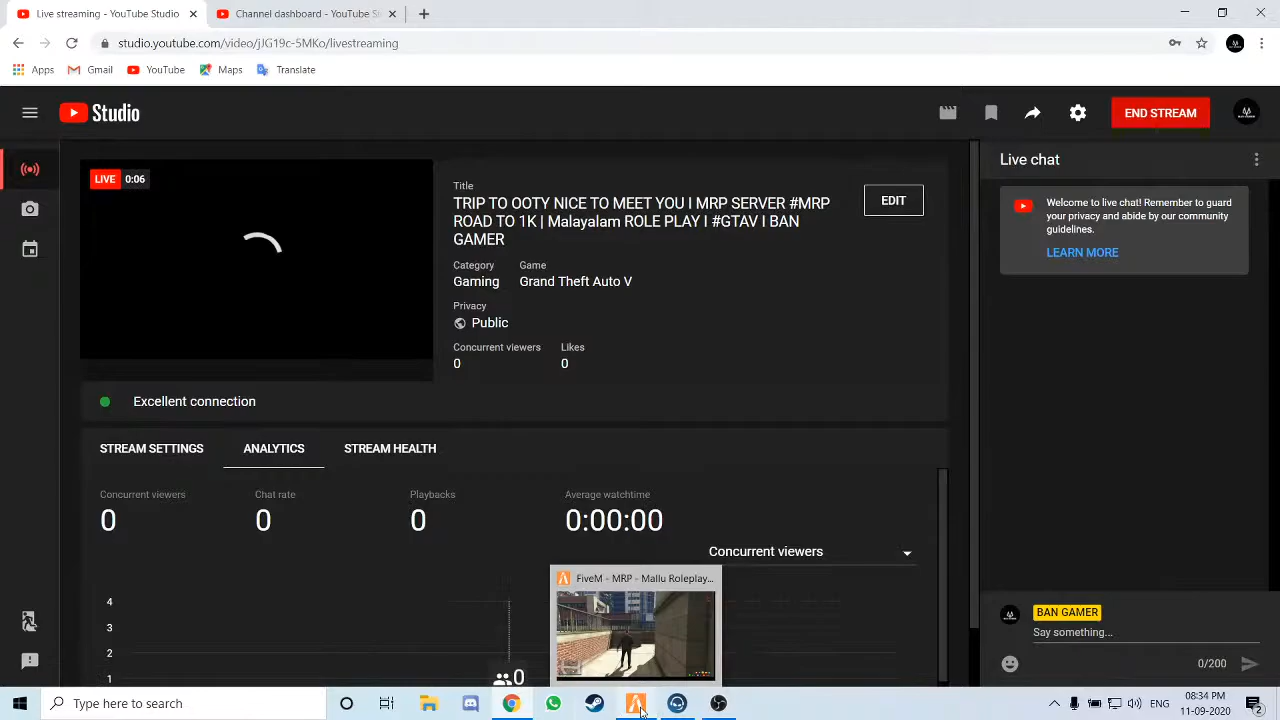 Live streaming - YouTube Studio
Channel dashboard - YouTube St
studio.youtube.com/video/jJG19c-5MKo/livestreaming
Apps
Gmail
YouTube
Maps
Translate
Studio
END STREAM
LIVE 0:06
Title
TRIP TO OOTY NICE TO MEET YOU I MRP SERVER #MRP
ROAD TO 1K | Malayalam ROLE PLAY I #GTAV I BAN
GAMER
EDIT
Category
Game
Gaming
Grand Theft Auto V
Privacy
Public
Concurrent viewers
Likes
0
0
Excellent connection
STREAM SETTINGS
ANALYTICS
STREAM HEALTH
Concurrent viewers
Chat rate
Playbacks
Average watchtime
0
0
0
0:00:00
Concurrent viewers
4
3
2
1
0
FiveM - MRP - Mallu Roleplay...
Live chat
Welcome to live chat! Remember to guard
your privacy and abide by our community
guidelines.
LEARN MORE
BAN GAMER
Say something...
0/200
Type here to search
ENG
08:34 PM
11-09-2020
2